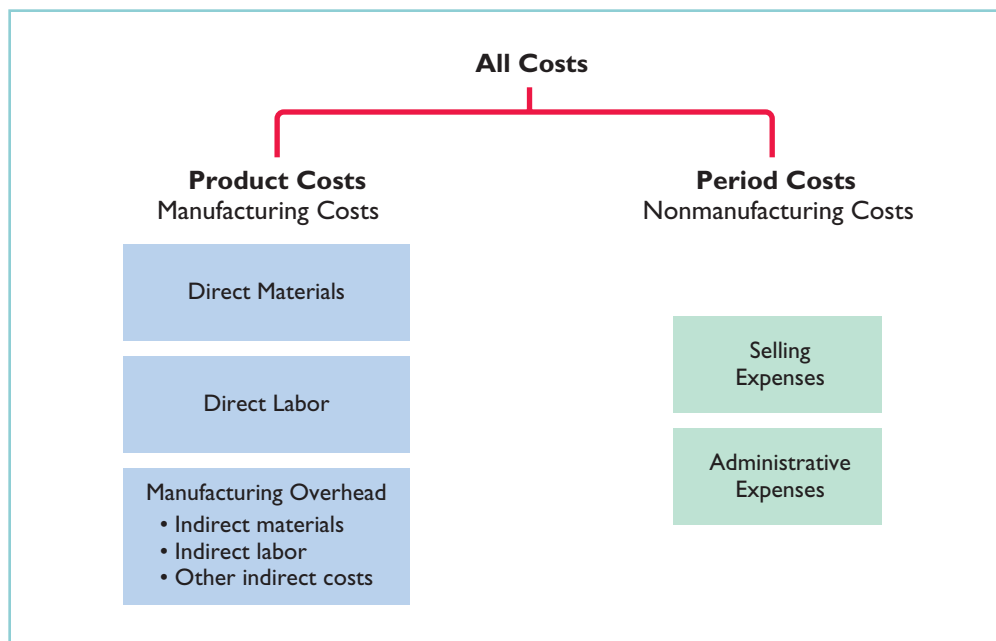 All Costs
Product Costs
Manufacturing Costs
Direct Materials
Direct Labor
Manufacturing Overhead
• Indirect materials
• Indirect labor
• Other indirect costs
Period Costs
Nonmanufacturing Costs
Selling
Expenses
Administrative
Expenses